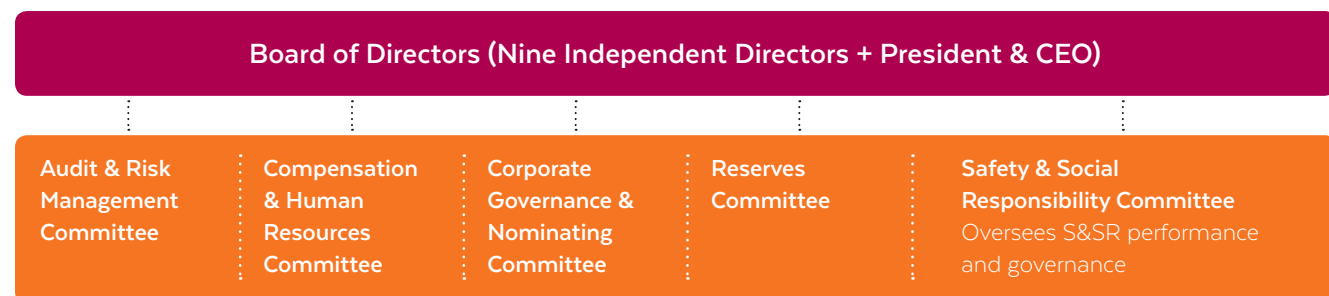 Board of Directors (Nine Independent Directors + President & CEO)
Audit & Risk
Management
Committee
Compensation
& Human
Resources
Committee
Corporate
Governance &
Nominating
Committee
Reserves
Committee
Safety & Social
Responsibility Committee
Oversees S&SR performance
and governance